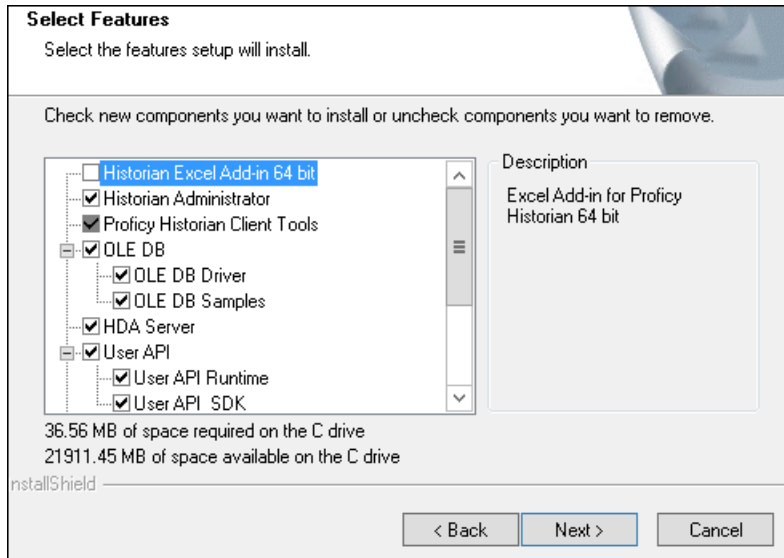 Select Features
Select the features setup will install.
Check new components you want to install or uncheck components you want to remove.
Historian Excel Add-in 64 bit
Historian Administrator
Proficy Historian Client Tools
OLE DB
OLE DB Driver
OLE DB Samples
HDA Server
User API
User API Runtime
User API SDK
Description
Excel Add-in for Proficy
Historian 64 bit
36.56 MB of space required on the C drive
21911.45 MB of space available on the C drive
nstallShield
< Back
Next >
Cancel